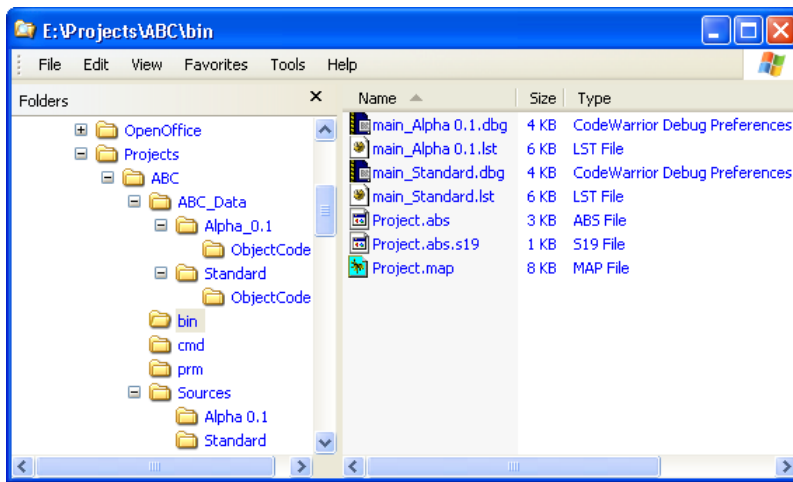 E:\Projects\ABC\bin
File Edit View Favorites Tools Help
Folders
OpenOffice
Projects
ABC
ABC_Data
Alpha_0.1
ObjectCode
Standard
ObjectCode
bin
cmd
prm
Sources
Alpha 0.1
Standard
Name Size Type
main_Alpha 0.1.dbg 4 KB CodeWarrior Debug Preferences
main_Alpha 0.1.lst 6 KB LST File
main_Standard.dbg 4 KB CodeWarrior Debug Preferences
main_Standard.lst 6 KB LST File
Project.abs 3 KB ABS File
Project.abs.s19 1 KB S19 File
Project.map 8 KB MAP File